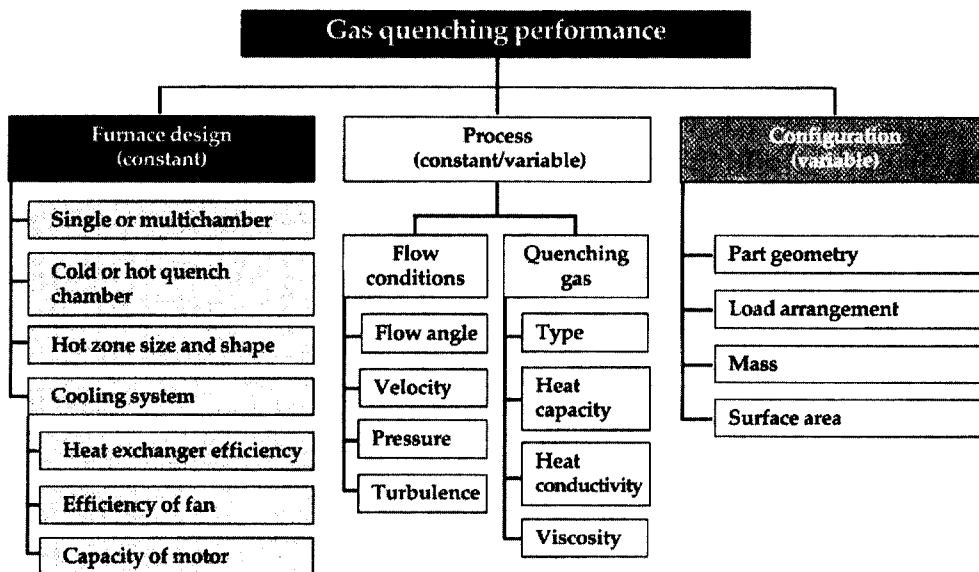 Gas quenching performance
Furnace design
(constant)
Single or multichamber
Cold or hot quench
chamber
Hot zone size and shape
Cooling system
Heat exchanger efficiency
Efficiency of fan
Capacity of motor
Process
(constant/variable)
Flow
conditions
Flow angle
Velocity
Pressure
Turbulence
Quenching
gas
Type
Heat
capacity
Heat
conductivity
Viscosity
Configuration
(variable)
Part geometry
Load arrangement
Mass
Surface area